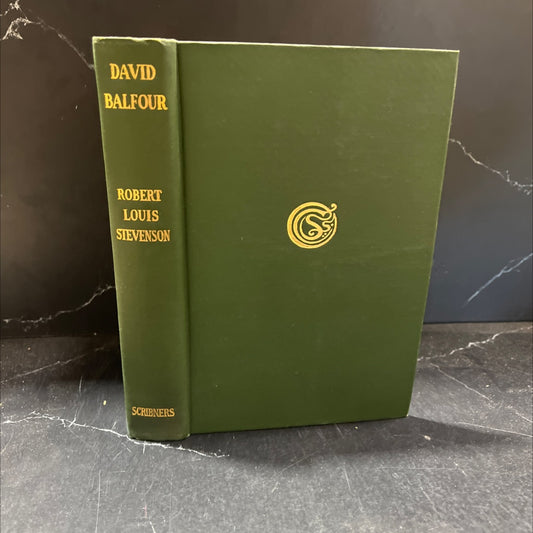 DAVID
BALFOUR
ROBERT
LOUIS
STEVENSON
SCRIBNERS